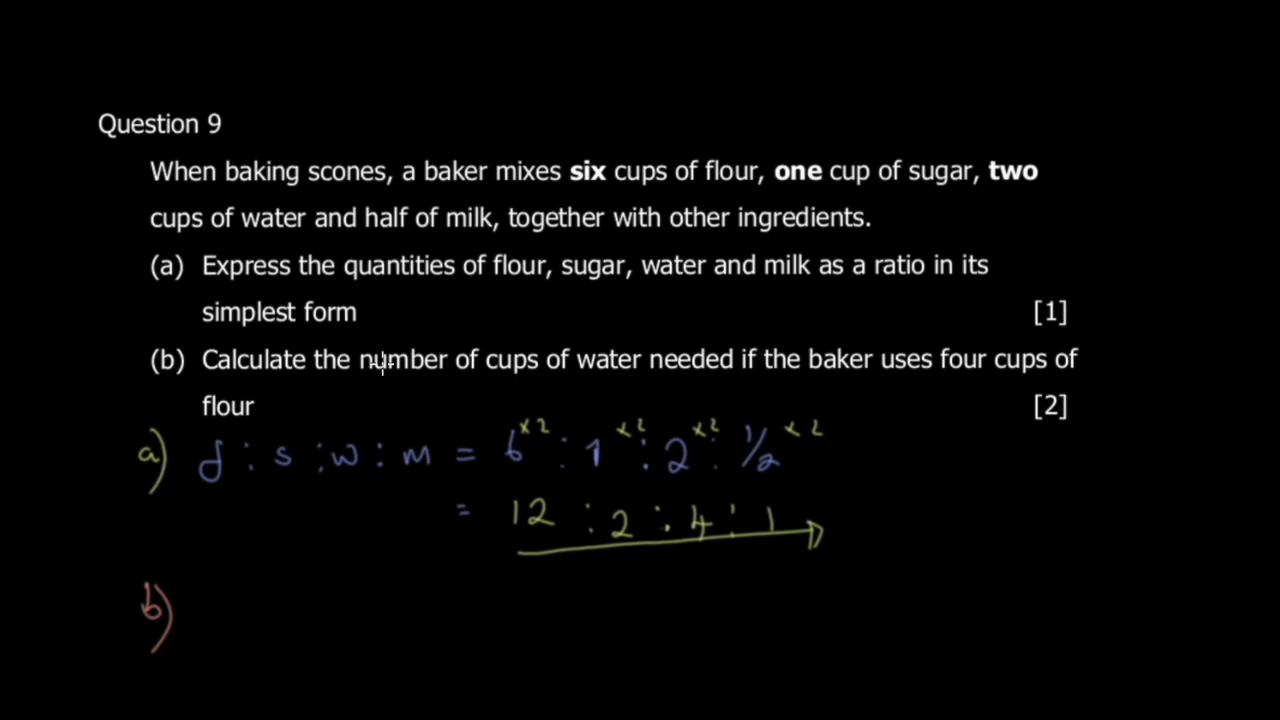 Question 9
When baking scones, a baker mixes six cups of flour, one cup of sugar, two
cups of water and half of milk, together with other ingredients.
(a) Express the quantities of flour, sugar, water and milk as a ratio in its
simplest form [1]
(b) Calculate the number of cups of water needed if the baker uses four cups of
flour [2]
a) f : s : w : m = 6 ×2 : 1 ×2 : 2 ×2 : 1/2 ×2
= 12 : 2 : 4 : 1
b)